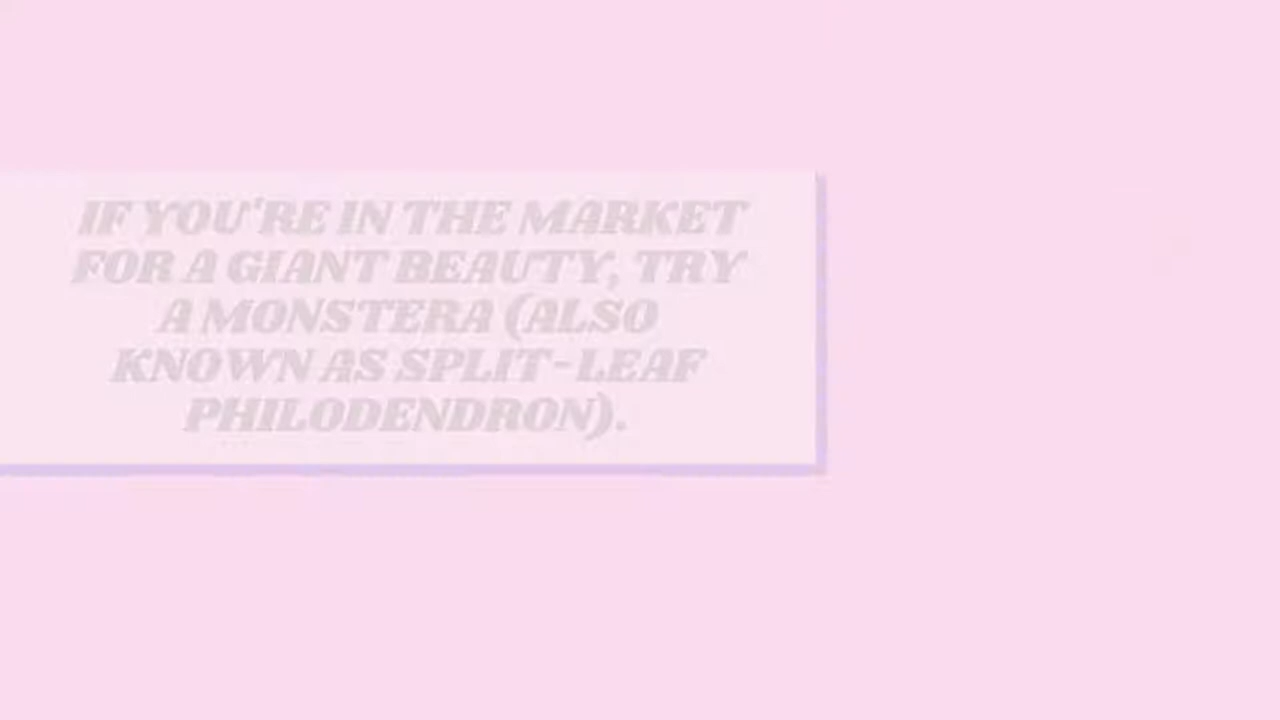 IF YOU'RE IN THE MARKET
FOR A GIANT BEAUTY, TRY
A MONSTERA (ALSO
KNOWN AS SPLIT-LEAF
PHILODENDRON).